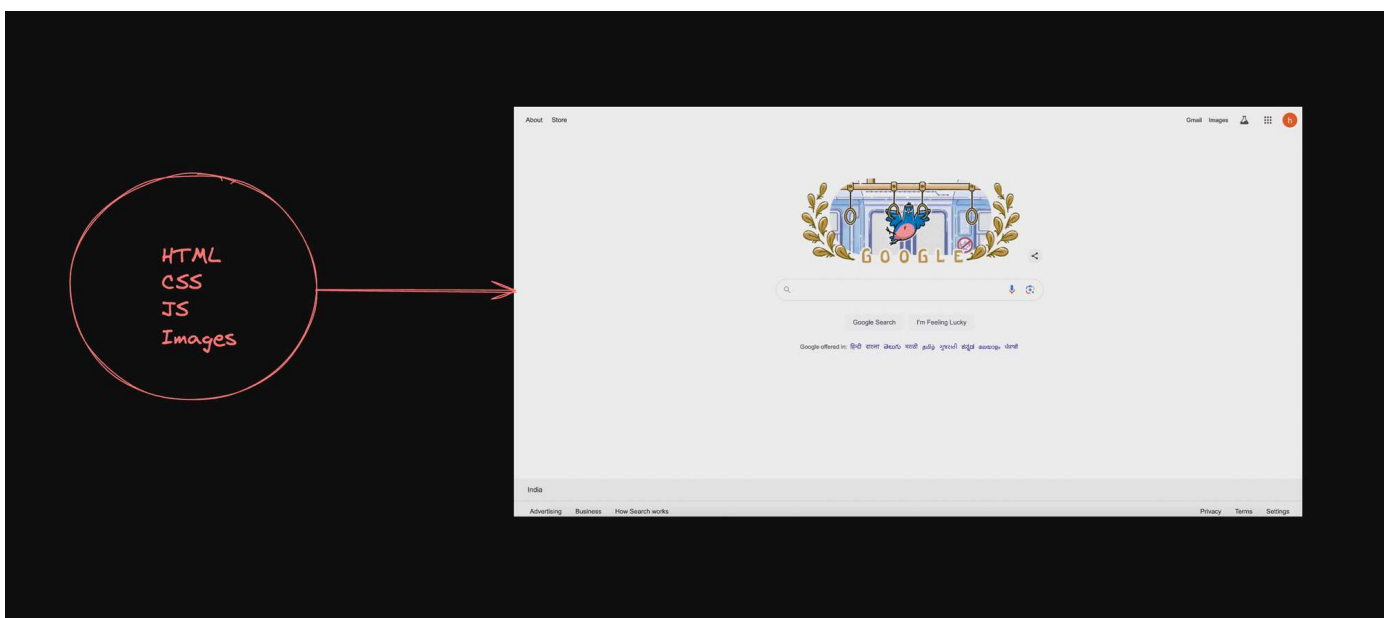 HTML
CSS
JS
Images
About Store
Gmail Images
h
GOOGLE
Google Search I'm Feeling Lucky
Google offered in: हिन्दी বাংলা తెలుగు मराठी தமிழ் ગુજરાતી ಕನ್ನಡ മലയാളം ਪੰਜਾਬੀ
India
Advertising Business How Search works
Privacy Terms Settings